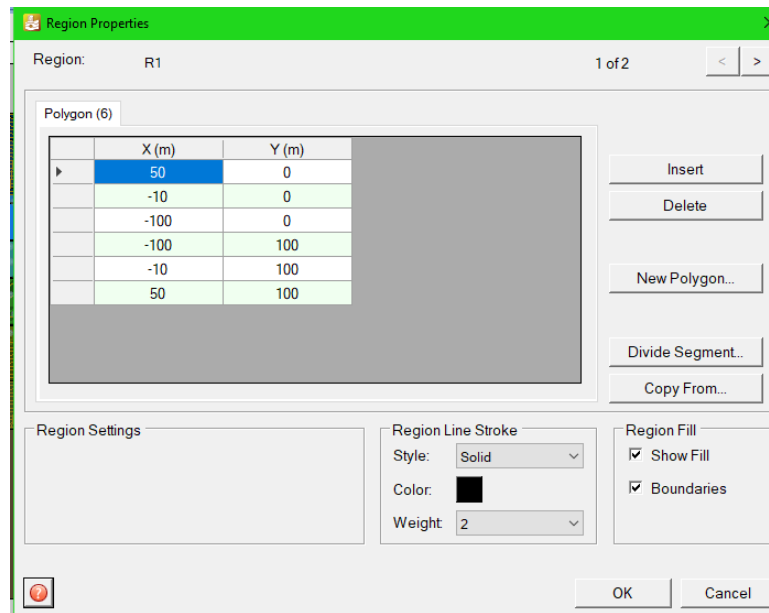 Region Properties
Region: R1 1 of 2 < >
Polygon (6)
X (m) Y (m)
50 0
-10 0
-100 0
-100 100
-10 100
50 100
Insert
Delete
New Polygon...
Divide Segment...
Copy From...
Region Settings
Region Line Stroke
Style: Solid
Color:
Weight: 2
Region Fill
Show Fill
Boundaries
OK Cancel